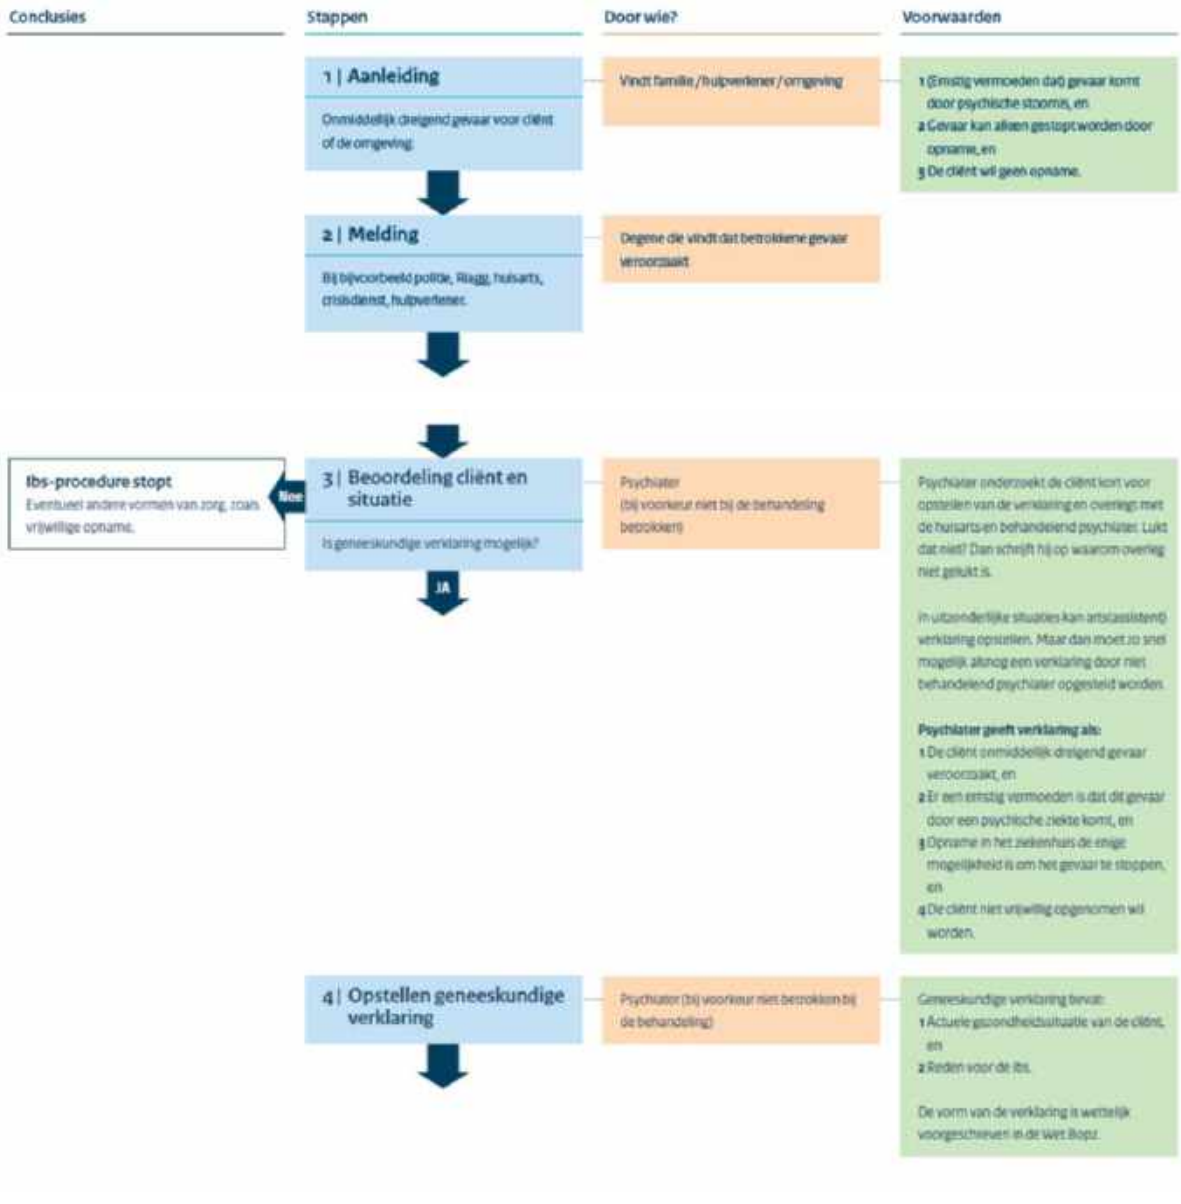 Conclusies
Stappen
Door wie?
Voorwaarden
1 | Aanleiding
Onmiddellijk dreigend gevaar voor cliënt
of de omgeving.
Vindt familie / hulpverlener / omgeving
1 (Ernstig vermoeden dat) gevaar komt
door psychische stoornis, en
2 Gevaar kan alleen gestopt worden door
opname, en
3 De cliënt wil geen opname.
2 | Melding
Bij bijvoorbeeld politie, Riagg, huisarts,
crisisdienst, hulpverlener.
Degene die vindt dat betrokkene gevaar
veroorzaakt
Ibs-procedure stopt
Eventueel andere vormen van zorg, zoals
vrijwillige opname.
Nee
3 | Beoordeling cliënt en
situatie
Is geneeskundige verklaring mogelijk?
JA
Psychiater
(bij voorkeur niet bij de behandeling
betrokken)
Psychiater onderzoekt de cliënt kort voor
opstellen van de verklaring en overlegt met
de huisarts en behandelend psychiater. Lukt
dat niet? Dan schrijft hij op waarom overleg
niet gelukt is.
In uitzonderlijke situaties kan arts(assistent)
verklaring opstellen. Maar dan moet zo snel
mogelijk alsnog een verklaring door niet
behandelend psychiater opgesteld worden.
Psychiater geeft verklaring als:
1 De cliënt onmiddellijk dreigend gevaar
veroorzaakt, en
2 Er een ernstig vermoeden is dat dit gevaar
door een psychische ziekte komt, en
3 Opname in het ziekenhuis de enige
mogelijkheid is om het gevaar te stoppen,
en
4 De cliënt niet vrijwillig opgenomen wil
worden.
4 | Opstellen geneeskundige
verklaring
Psychiater (bij voorkeur niet betrokken bij
de behandeling)
Geneeskundige verklaring bevat:
1 Actuele gezondheidssituatie van de cliënt,
en
2 Reden voor de ibs.
De vorm van de verklaring is wettelijk
voorgeschreven in de Wet Bopz.